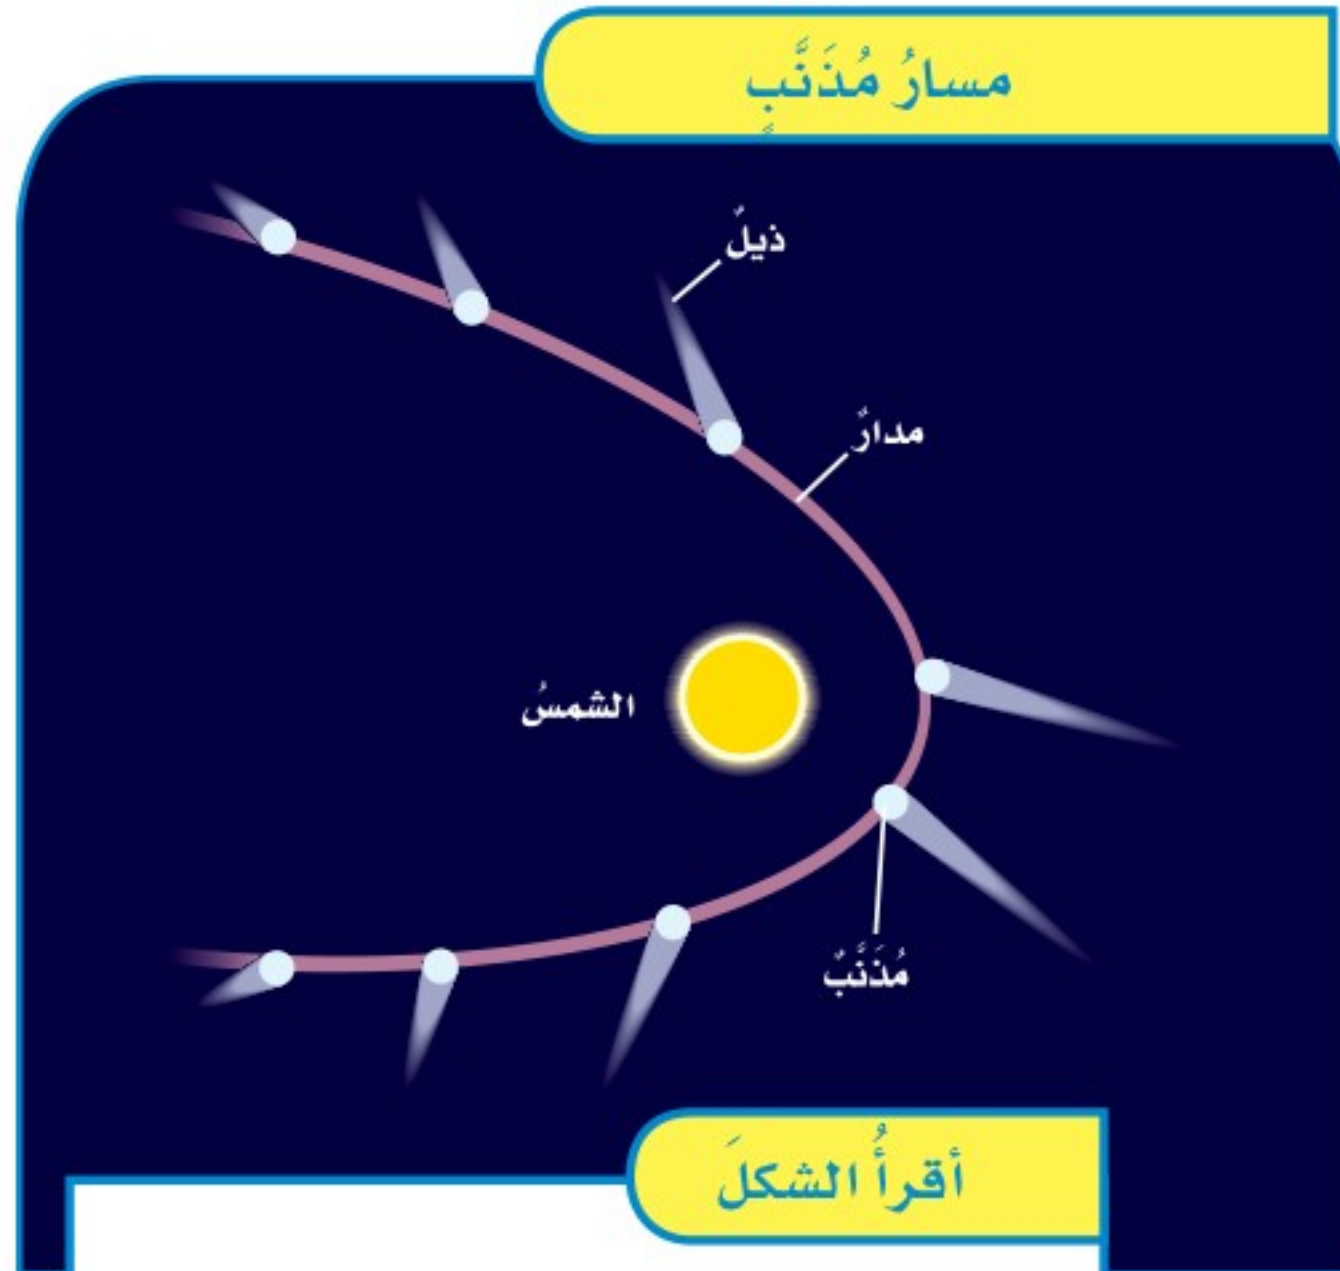 مسارُ مُذَنَّبٍ
ذيلٌ
مدارٌ
الشمسُ
مُذَنَّبٌ
أقرأُ الشكلَ